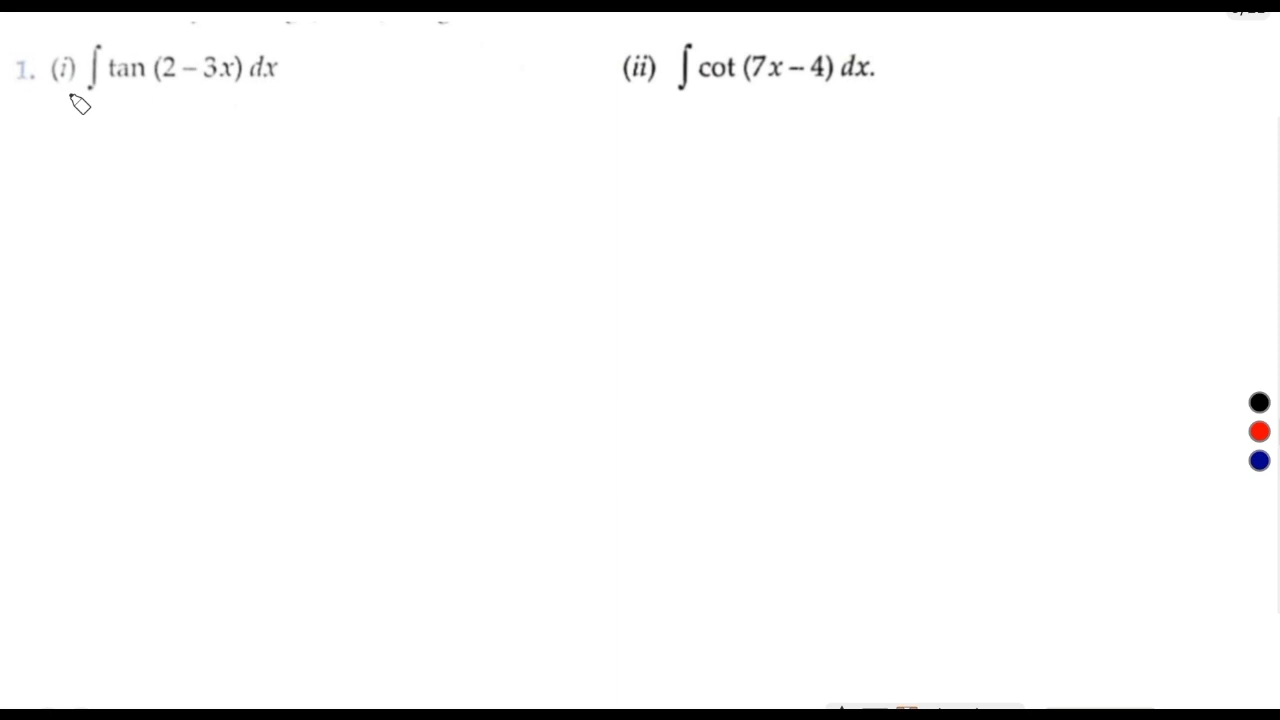 1. (i) ∫ tan (2 – 3x) dx (ii) ∫ cot (7x – 4) dx.